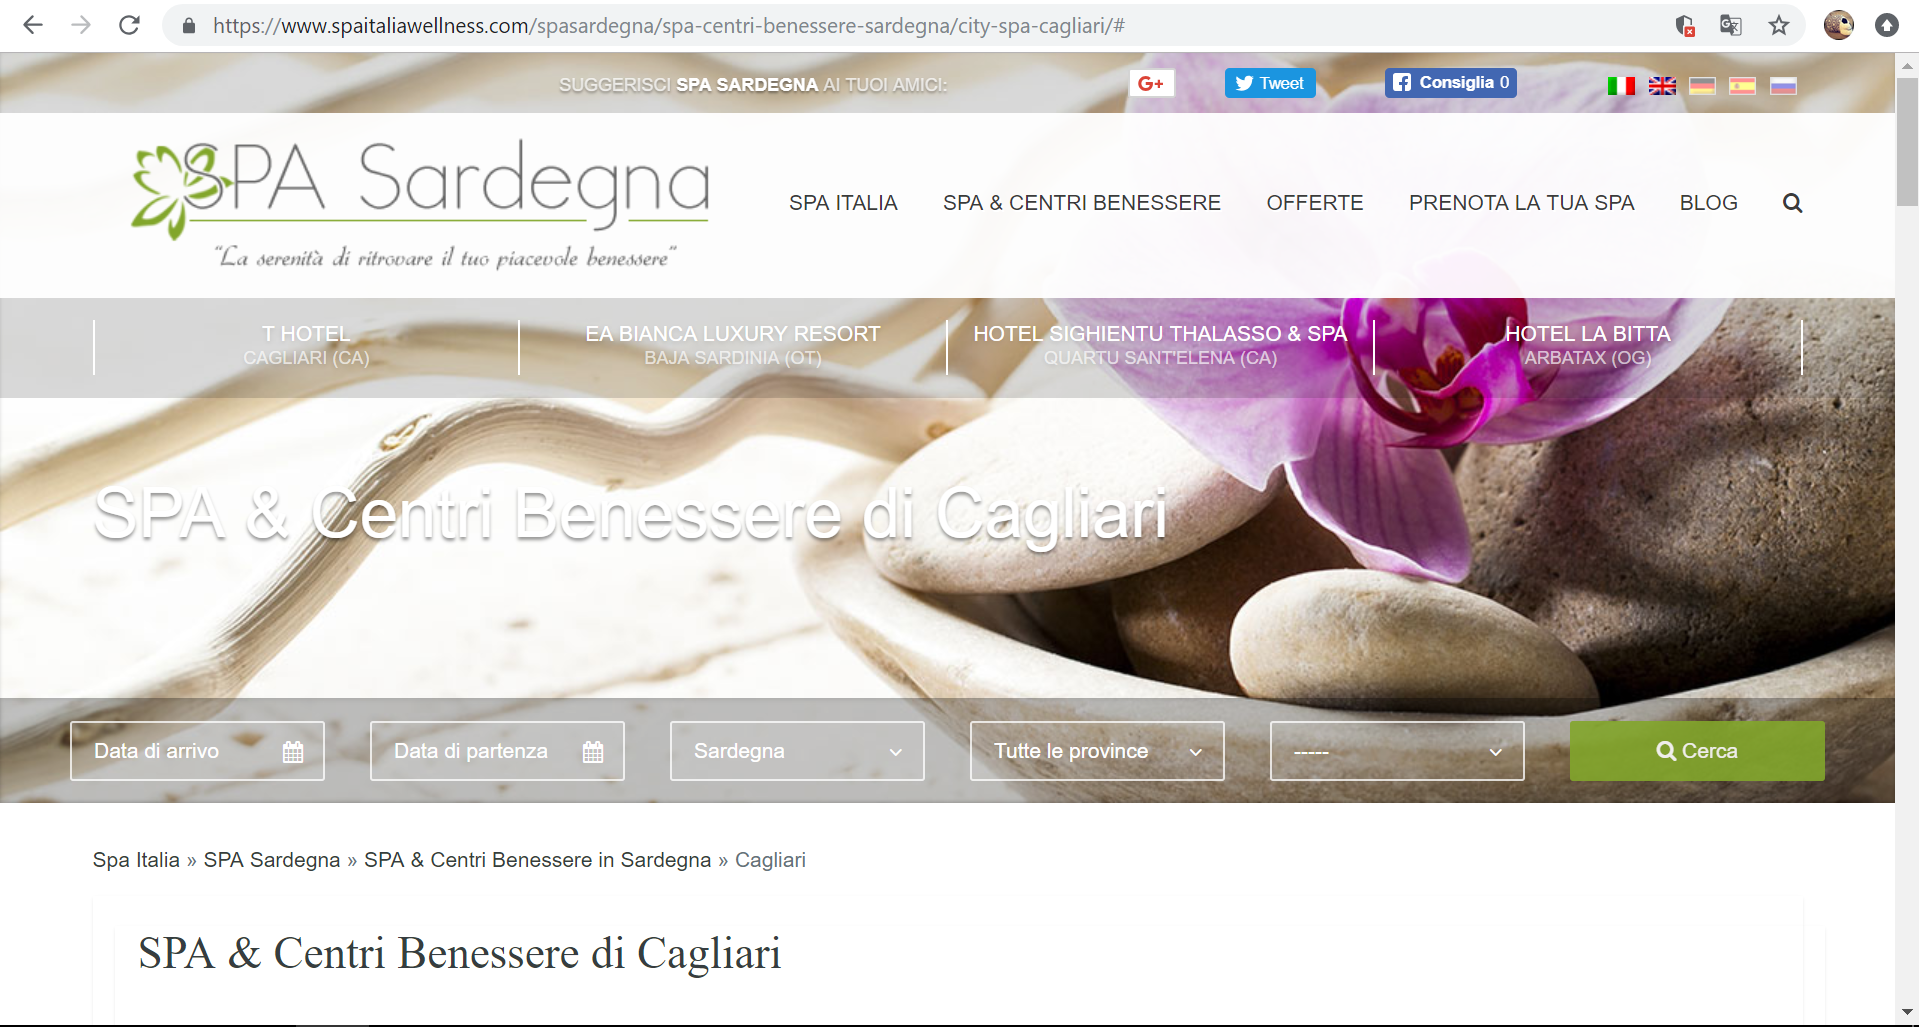 https://www.spaitaliawellness.com/spasardegna/spa-centri-benessere-sardegna/city-spa-cagliari/#
SUGGERISCI SPA SARDEGNA AI TUOI AMICI:
G+
Tweet
Consiglia 0
SPA Sardegna
"La serenità di ritrovare il tuo piacevole benessere"
SPA ITALIA
SPA & CENTRI BENESSERE
OFFERTE
PRENOTA LA TUA SPA
BLOG
T HOTEL
CAGLIARI (CA)
EA BIANCA LUXURY RESORT
BAJA SARDINIA (OT)
HOTEL SIGHIENTU THALASSO & SPA
QUARTU SANT'ELENA (CA)
HOTEL LA BITTA
ARBATAX (OG)
SPA & Centri Benessere di Cagliari
Data di arrivo
Data di partenza
Sardegna
Tutte le province
-----
Cerca
Spa Italia » SPA Sardegna » SPA & Centri Benessere in Sardegna » Cagliari
SPA & Centri Benessere di Cagliari